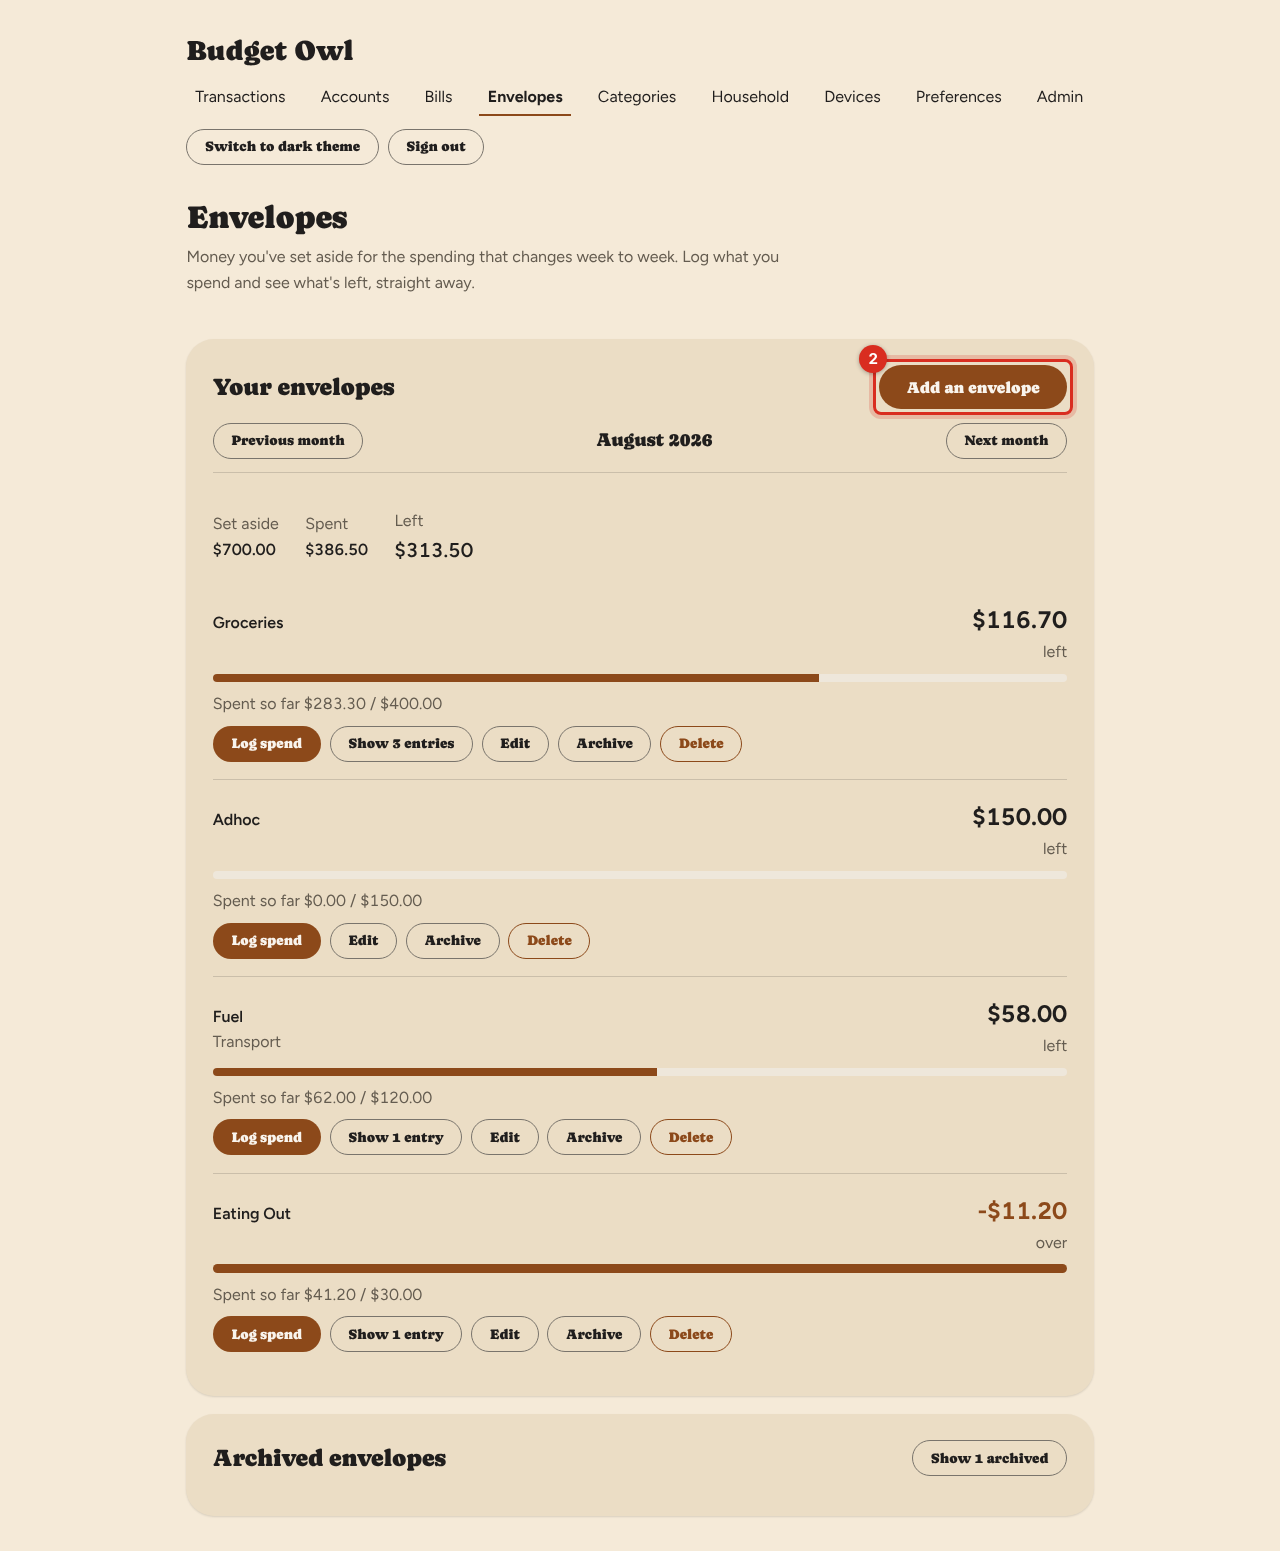 Budget Owl
Transactions Accounts Bills Envelopes Categories Household Devices Preferences Admin
Switch to dark theme Sign out
Envelopes
Money you've set aside for the spending that changes week to week. Log what you
spend and see what's left, straight away.
2
Your envelopes Add an envelope
Previous month August 2026 Next month
Set aside Spent Left
$700.00 $386.50 $313.50
Groceries $116.70
left
Spent so far $283.30 / $400.00
Log spend Show 3 entries Edit Archive Delete
Adhoc $150.00
left
Spent so far $0.00 / $150.00
Log spend Edit Archive Delete
Fuel $58.00
Transport left
Spent so far $62.00 / $120.00
Log spend Show 1 entry Edit Archive Delete
Eating Out -$11.20
over
Spent so far $41.20 / $30.00
Log spend Show 1 entry Edit Archive Delete
Archived envelopes Show 1 archived